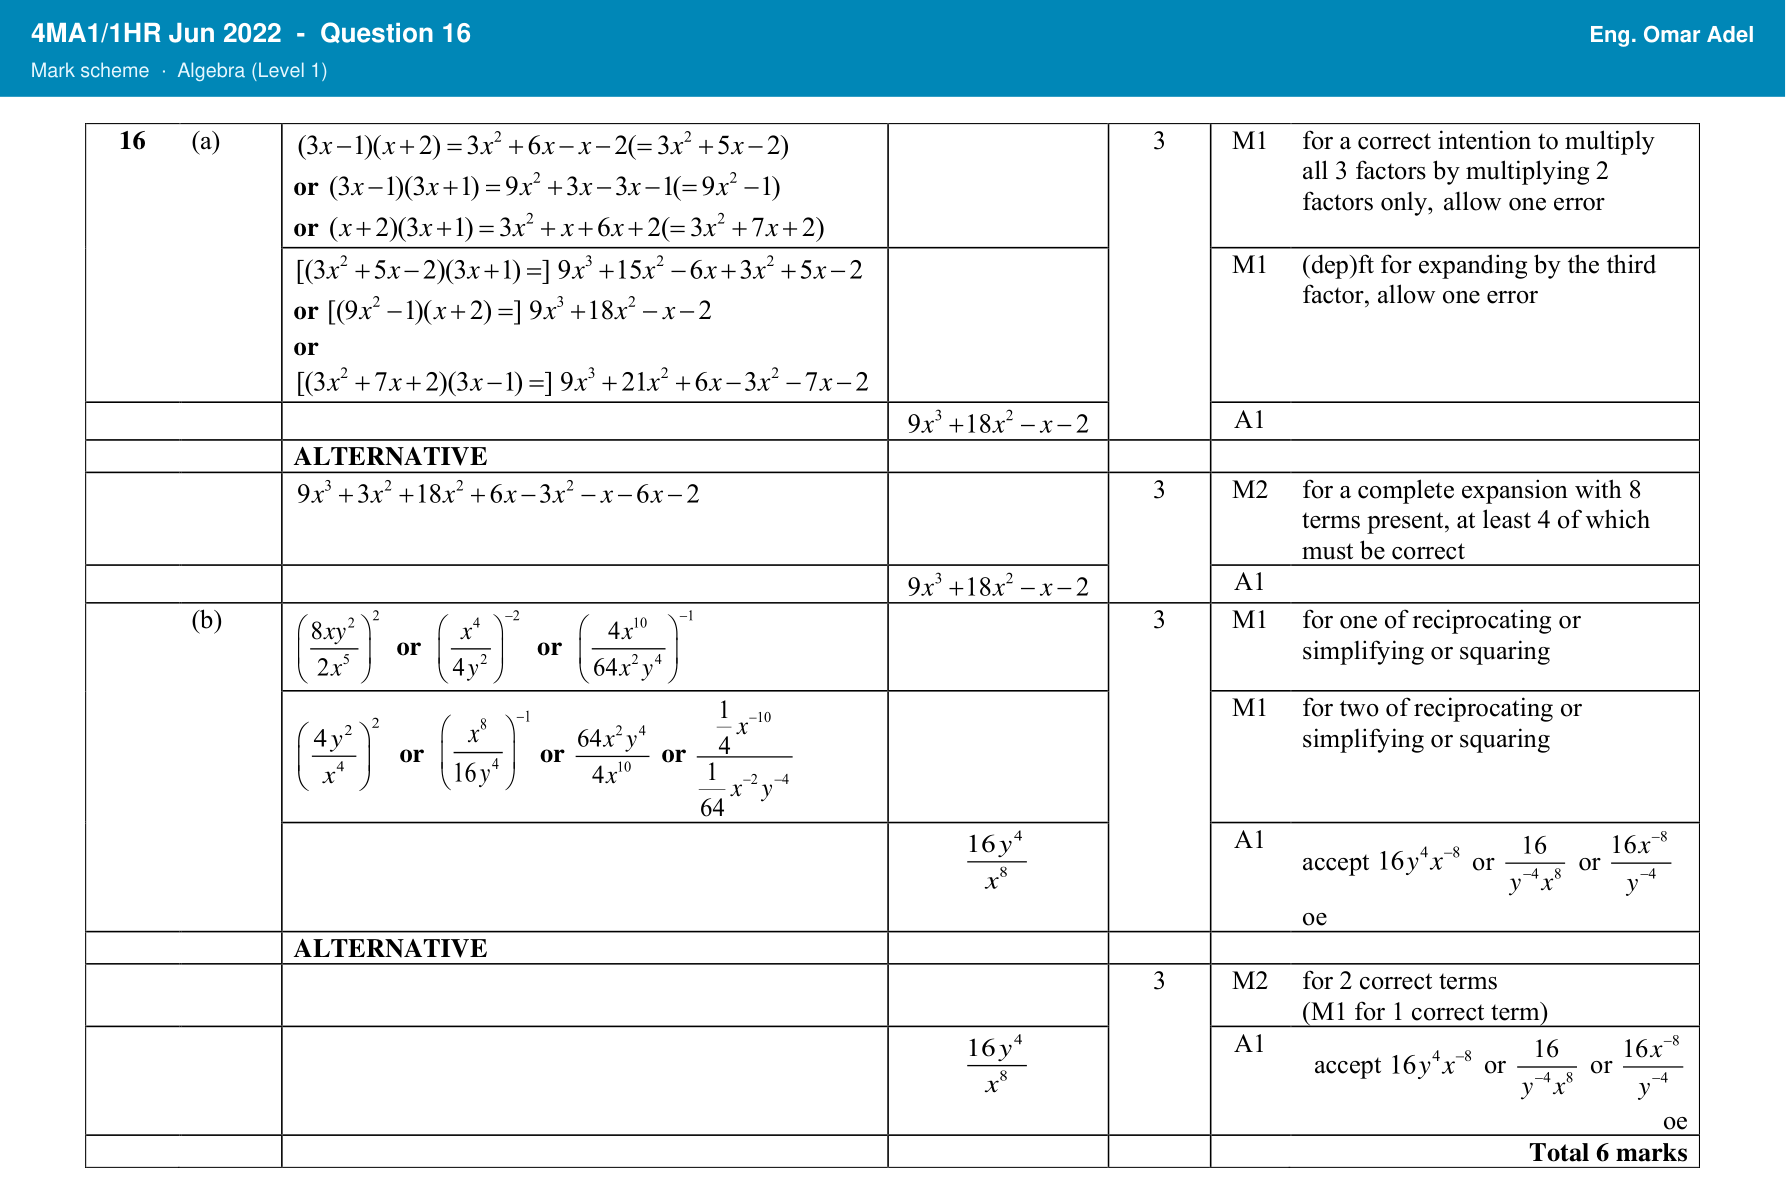 4MA1/1HR Jun 2022 - Question 16
Eng. Omar Adel
Mark scheme · Algebra (Level 1)
16 (a) (3x−1)(x+2) = 3x² + 6x − x − 2(= 3x² + 5x − 2)
or (3x−1)(3x+1) = 9x² + 3x − 3x − 1(= 9x² − 1)
or (x+2)(3x+1) = 3x² + x + 6x + 2(= 3x² + 7x + 2)
3 M1 for a correct intention to multiply
all 3 factors by multiplying 2
factors only, allow one error
[(3x² + 5x − 2)(3x+1) =] 9x³ + 15x² − 6x + 3x² + 5x − 2
or [(9x² − 1)(x+2) =] 9x³ + 18x² − x − 2
or
[(3x² + 7x + 2)(3x−1) =] 9x³ + 21x² + 6x − 3x² − 7x − 2
M1 (dep)ft for expanding by the third
factor, allow one error
9x³ + 18x² − x − 2 A1
ALTERNATIVE
9x³ + 3x² + 18x² + 6x − 3x² − x − 6x − 2
3 M2 for a complete expansion with 8
terms present, at least 4 of which
must be correct
9x³ + 18x² − x − 2 A1
(b) (8xy²/2x⁵)² or (x⁴/4y²)⁻² or (4x¹⁰/64x²y⁴)⁻¹
3 M1 for one of reciprocating or
simplifying or squaring
(4y²/x⁴)² or (x⁸/16y⁴)⁻¹ or 64x²y⁴/4x¹⁰ or (1/4)x⁻¹⁰/(1/64)x⁻²y⁻⁴
M1 for two of reciprocating or
simplifying or squaring
16y⁴/x⁸ A1 accept 16y⁴x⁻⁸ or 16/y⁻⁴x⁸ or 16x⁻⁸/y⁻⁴
oe
ALTERNATIVE
3 M2 for 2 correct terms
(M1 for 1 correct term)
16y⁴/x⁸ A1 accept 16y⁴x⁻⁸ or 16/y⁻⁴x⁸ or 16x⁻⁸/y⁻⁴
oe
Total 6 marks